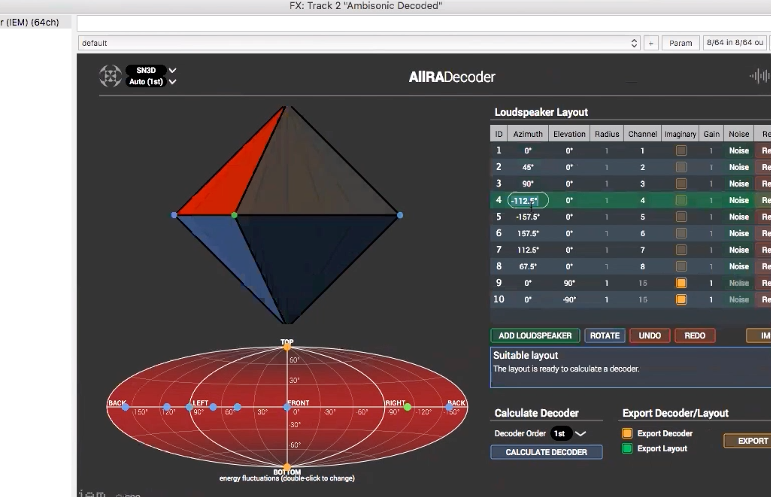 FX: Track 2 "Ambisonic Decoded"
r (IEM) (64ch)
default + Param 8/64 in 8/64 ou
SN3D
Auto (1st)
AllRADecoder
Loudspeaker Layout
ID Azimuth Elevation Radius Channel Imaginary Gain Noise Re
1 0° 0° 1 1 1 Noise Re
2 45° 0° 1 2 1 Noise Re
3 90° 0° 1 3 1 Noise Re
4 -112.5° 0° 1 4 1 Noise Re
5 -157.5° 0° 1 5 1 Noise Re
6 157.5° 0° 1 6 1 Noise Re
7 112.5° 0° 1 7 1 Noise Re
8 67.5° 0° 1 8 1 Noise Re
9 0° 90° 1 1 Noise Re
10 0° -90° 1 1 Noise Re
ADD LOUDSPEAKER ROTATE UNDO REDO IM
Suitable layout
The layout is ready to calculate a decoder.
TOP
60°
30°
BACK 150° 120° 90° LEFT 60° 30° 0° FRONT -30° -60° RIGHT -120° BACK
-30°
-60°
BOTTOM
energy fluctuations (double-click to change)
Calculate Decoder
Decoder Order 1st
CALCULATE DECODER
Export Decoder/Layout
Export Decoder
Export Layout
EXPORT
iem